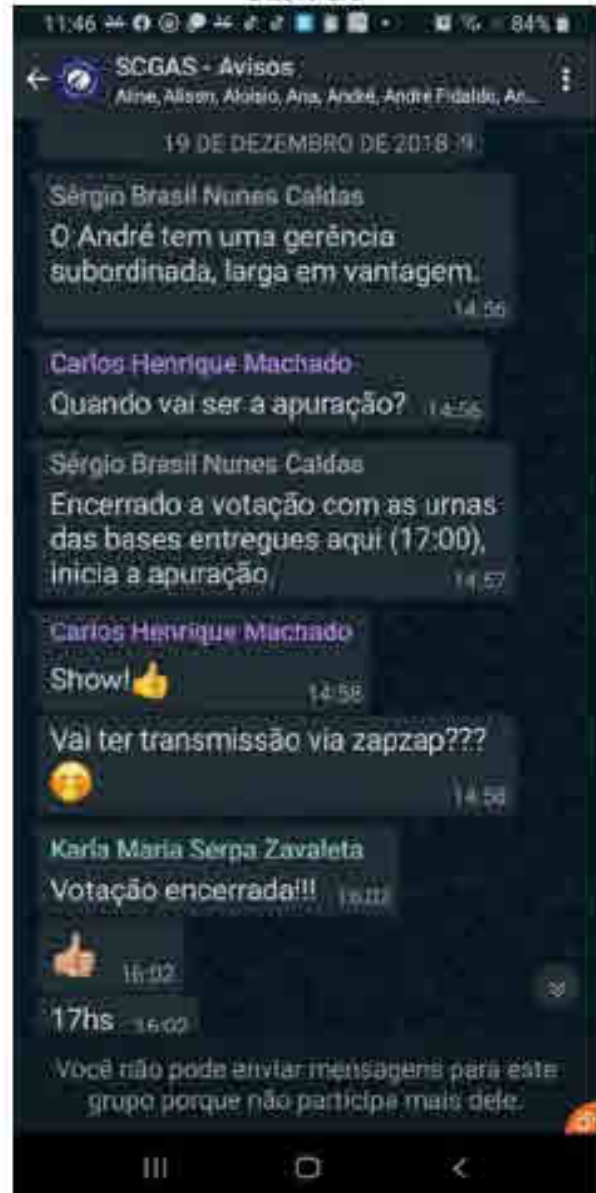 11:46
84%
SCGAS - Avisos
Aline, Alison, Aloisio, Ana, André, André Fidaldo, An...
19 DE DEZEMBRO DE 2018
Sérgio Brasil Nunes Caldas
O André tem uma gerência
subordinada, larga em vantagem.
14:56
Carlos Henrique Machado
Quando vai ser a apuração? 14:56
Sérgio Brasil Nunes Caldas
Encerrado a votação com as urnas
das bases entregues aqui (17:00),
inicia a apuração
14:57
Carlos Henrique Machado
Show!👍
14:58
Vai ter transmissão via zapzap???
🤭
14:58
Karla Maria Serpa Zavaleta
Votação encerrada!!! 16:02
👍🏼 16:02
17hs 16:02
Você não pode enviar mensagens para este
grupo porque não participa mais dele.